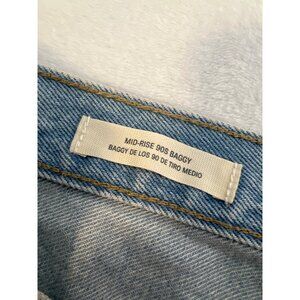 MID-RISE 90S BAGGY
BAGGY DE LOS 90 DE TIRO MEDIO